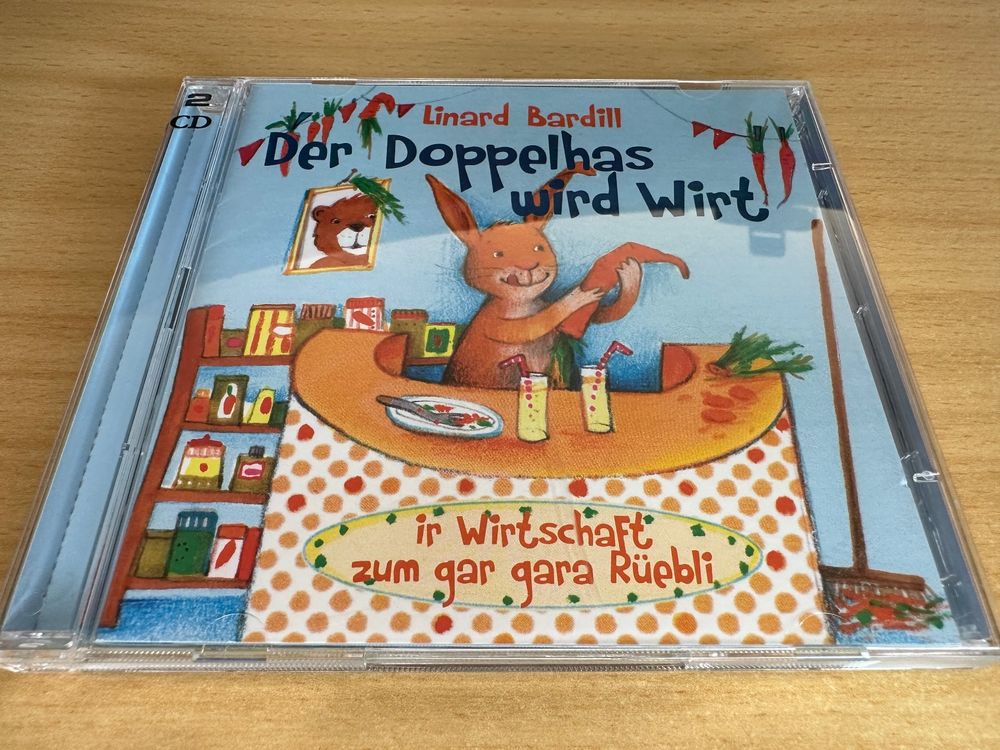 2
CD
Linard Bardill
Der Doppelhas
wird Wirt
ir Wirtschaft
zum gar gara Rüebli